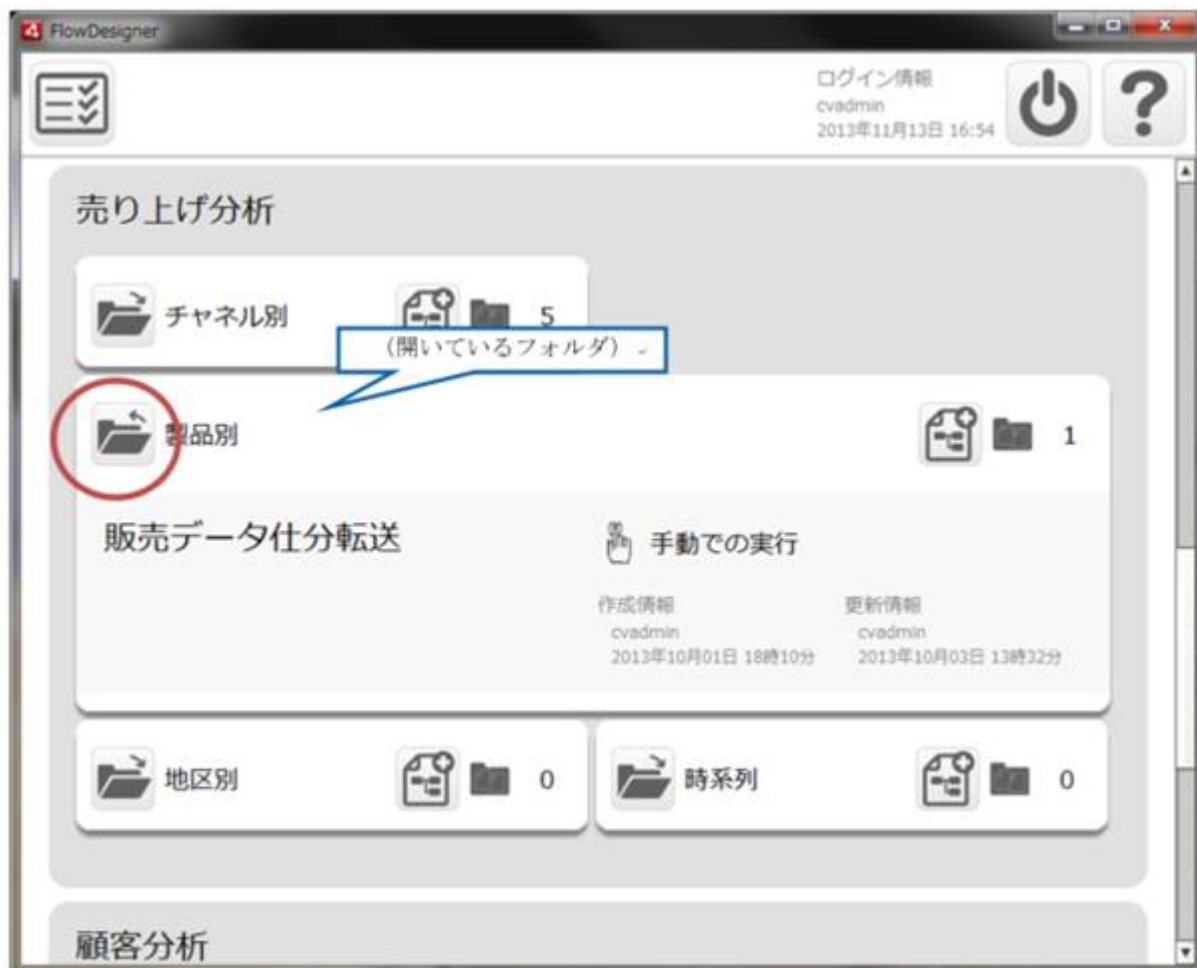 FlowDesigner
ログイン情報
cvadmin
2013年11月13日 16:54
売り上げ分析
チャネル別
5
（開いているフォルダ）
製品別
1
販売データ仕分転送
手動での実行
作成情報
更新情報
cvadmin
cvadmin
2013年10月01日 18時10分
2013年10月03日 13時32分
地区別
0
時系列
0
顧客分析